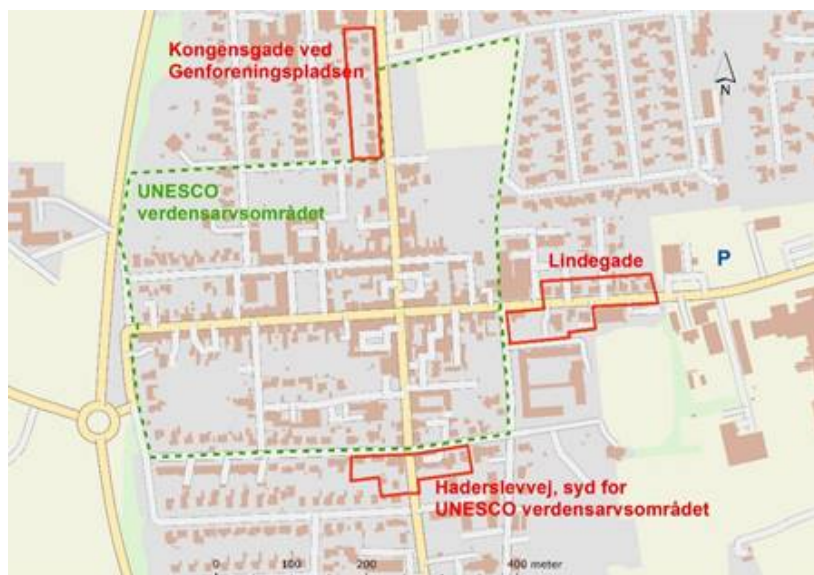 Kongensgade ved
Genforeningspladsen
N
UNESCO
verdensarvsområdet
Lindegade
P
Haderslevvej, syd for
UNESCO verdensarvsområdet
0 100 200 400 meter